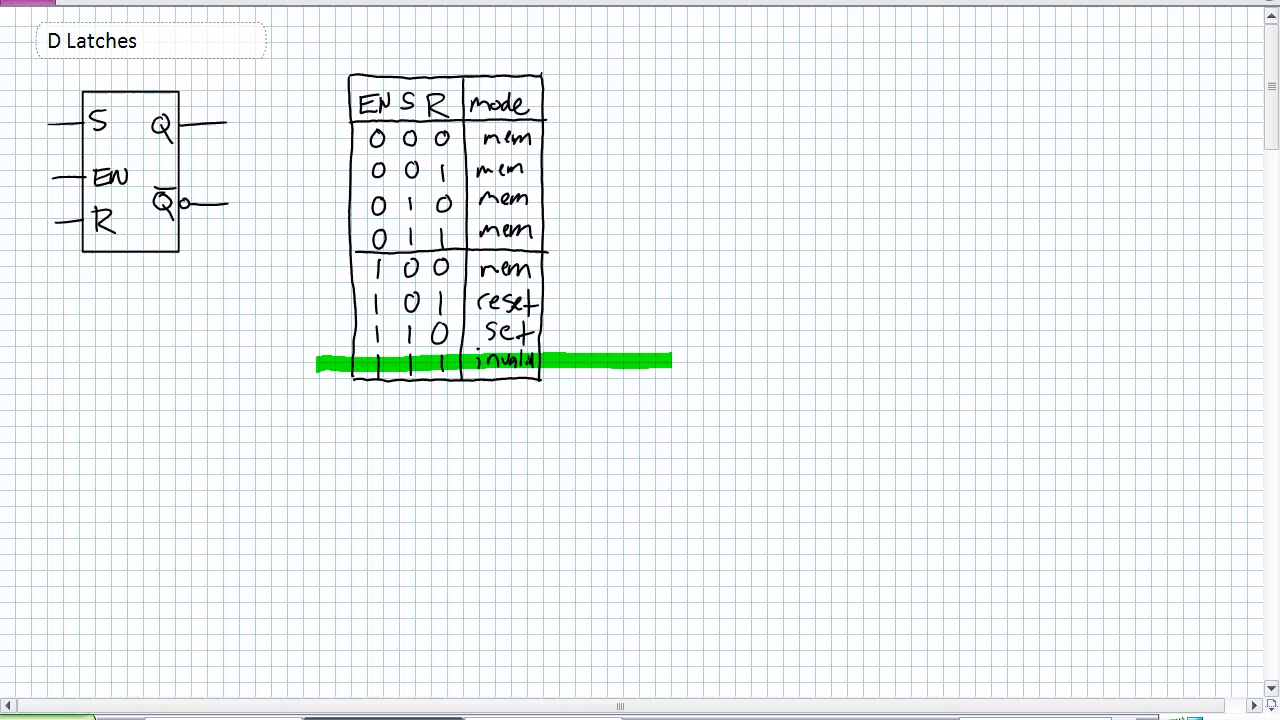 D Latches
S Q
EN
R Q̅
EN S R mode
0 0 0 mem
0 0 1 mem
0 1 0 mem
0 1 1 mem
1 0 0 mem
1 0 1 reset
1 1 0 set
1 1 1 invalid